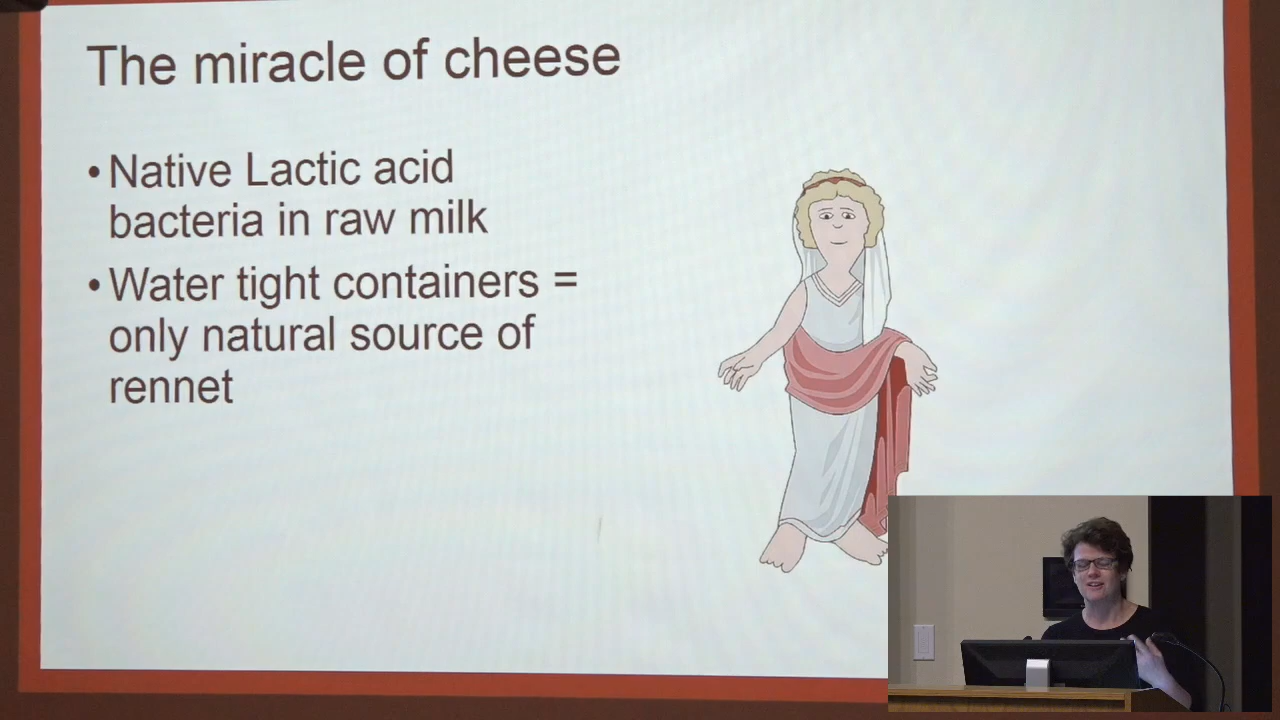 The miracle of cheese
• Native Lactic acid
bacteria in raw milk
• Water tight containers =
only natural source of
rennet